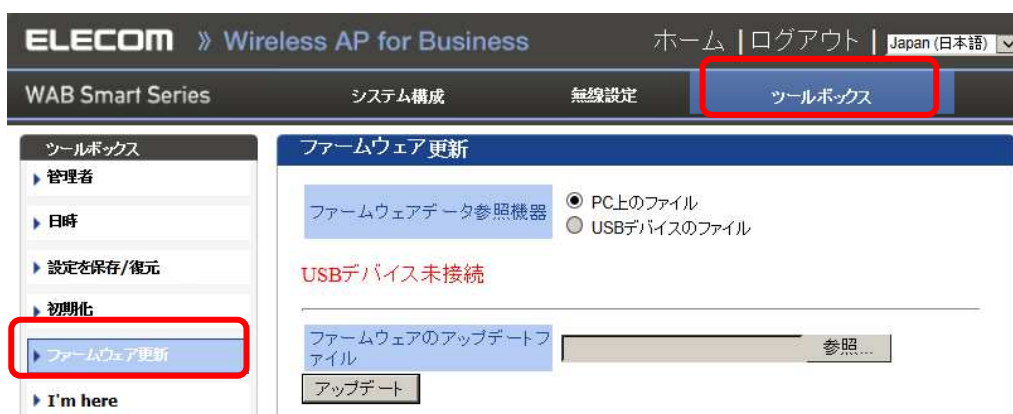 ELECOM » Wireless AP for Business ホーム | ログアウト | Japan (日本語)
WAB Smart Series システム構成 無線設定 ツールボックス
ツールボックス
管理者
日時
設定を保存/復元
初期化
ファームウェア更新
I'm here
ファームウェア更新
ファームウェアデータ参照機器
PC上のファイル
USBデバイスのファイル
USBデバイス未接続
ファームウェアのアップデートフ
ァイル
参照...
アップデート